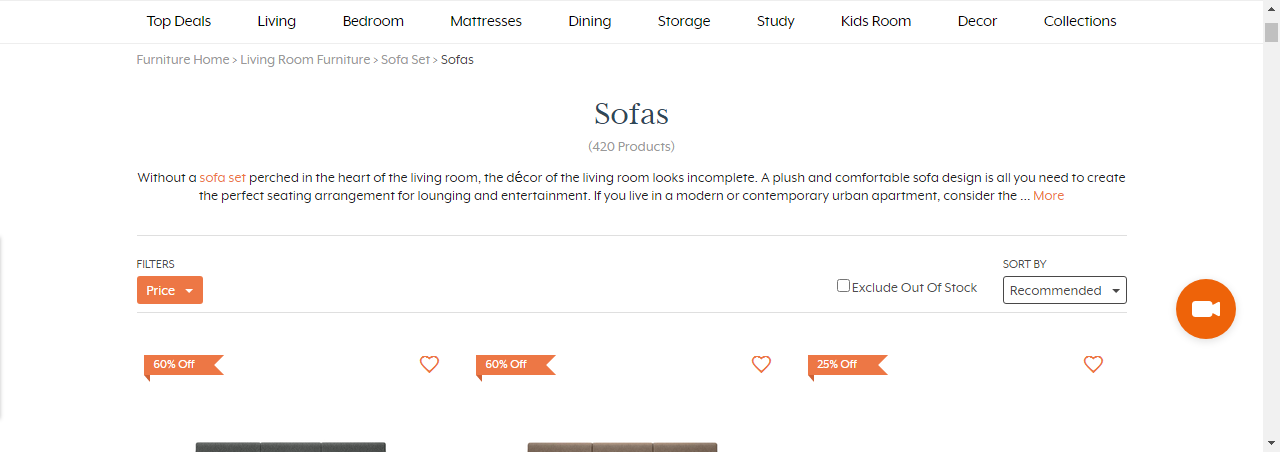 Top Deals Living Bedroom Mattresses Dining Storage Study Kids Room Decor Collections
Furniture Home > Living Room Furniture > Sofa Set > Sofas
Sofas
(420 Products)
Without a sofa set perched in the heart of the living room, the décor of the living room looks incomplete. A plush and comfortable sofa design is all you need to create
the perfect seating arrangement for lounging and entertainment. If you live in a modern or contemporary urban apartment, consider the ... More
FILTERS
Price
Exclude Out Of Stock
SORT BY
Recommended
60% Off 60% Off 25% Off